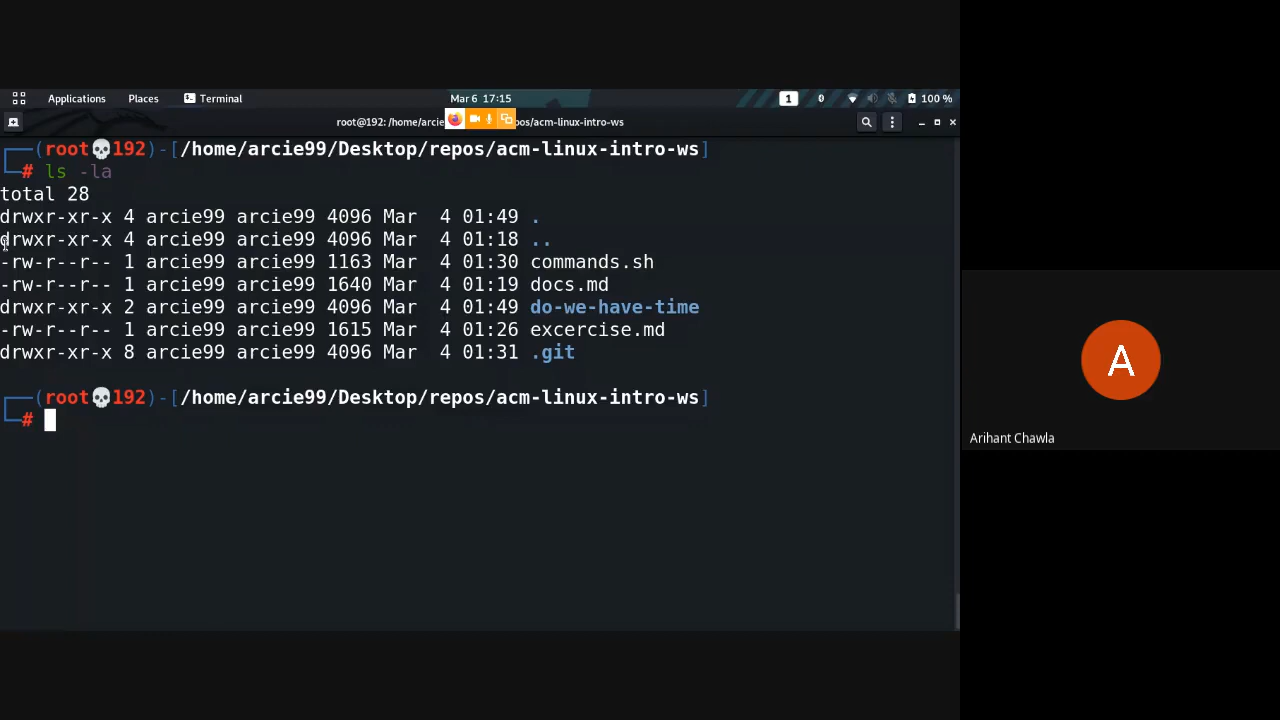 Applications Places Terminal Mar 6 17:15 1 100 %
root@192: /home/arcie pos/acm-linux-intro-ws
┌──(root💀192)-[/home/arcie99/Desktop/repos/acm-linux-intro-ws]
└─# ls -la
total 28
drwxr-xr-x 4 arcie99 arcie99 4096 Mar  4 01:49 .
drwxr-xr-x 4 arcie99 arcie99 4096 Mar  4 01:18 ..
-rw-r--r-- 1 arcie99 arcie99 1163 Mar  4 01:30 commands.sh
-rw-r--r-- 1 arcie99 arcie99 1640 Mar  4 01:19 docs.md
drwxr-xr-x 2 arcie99 arcie99 4096 Mar  4 01:49 do-we-have-time
-rw-r--r-- 1 arcie99 arcie99 1615 Mar  4 01:26 excercise.md
drwxr-xr-x 8 arcie99 arcie99 4096 Mar  4 01:31 .git
┌──(root💀192)-[/home/arcie99/Desktop/repos/acm-linux-intro-ws]
└─#
A
Arihant Chawla